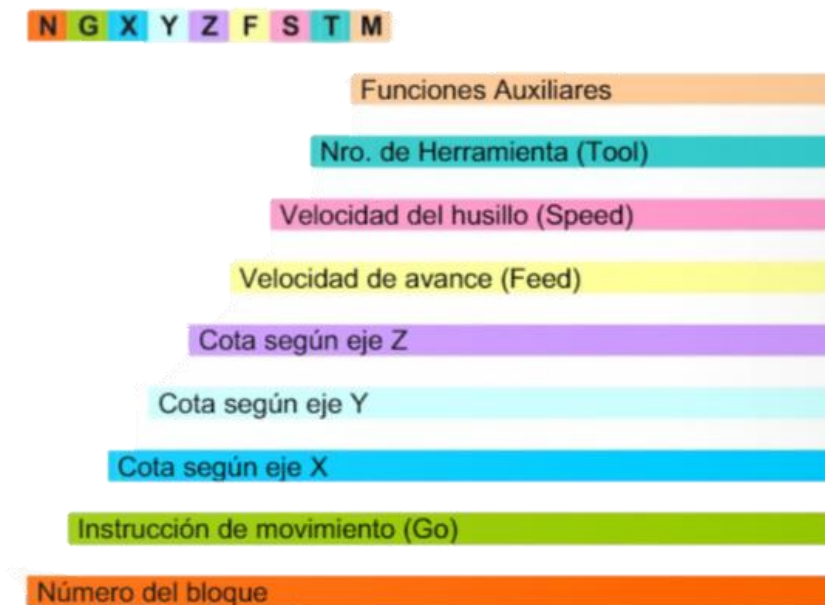 N G X Y Z F S T M
Funciones Auxiliares
Nro. de Herramienta (Tool)
Velocidad del husillo (Speed)
Velocidad de avance (Feed)
Cota según eje Z
Cota según eje Y
Cota según eje X
Instrucción de movimiento (Go)
Número del bloque